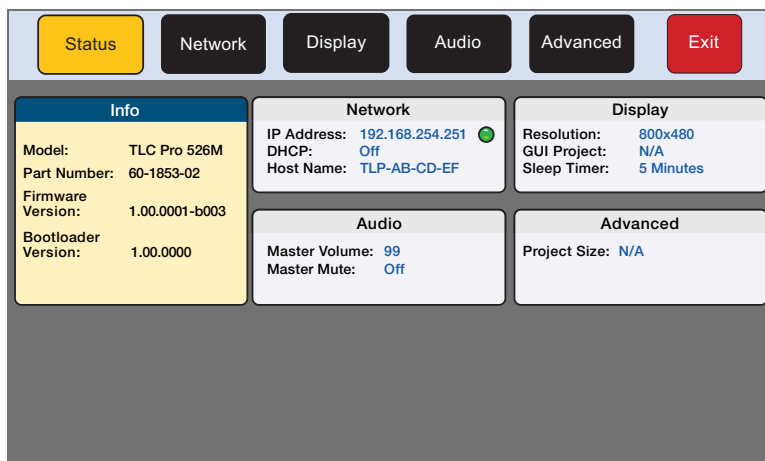 Status Network Display Audio Advanced Exit
Info
Model: TLC Pro 526M
Part Number: 60-1853-02
Firmware
Version: 1.00.0001-b003
Bootloader
Version: 1.00.0000
Network
IP Address: 192.168.254.251
DHCP: Off
Host Name: TLP-AB-CD-EF
Display
Resolution: 800x480
GUI Project: N/A
Sleep Timer: 5 Minutes
Audio
Master Volume: 99
Master Mute: Off
Advanced
Project Size: N/A